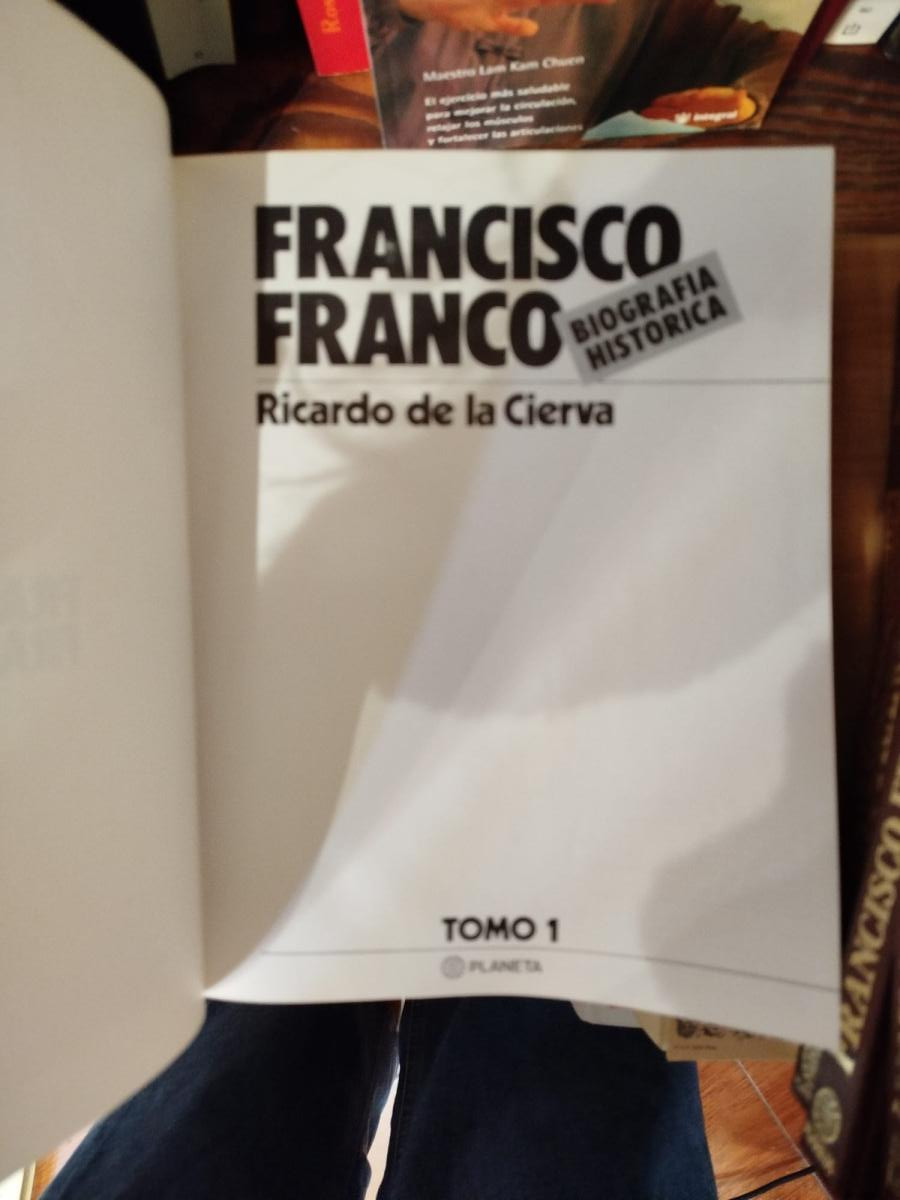 Maestro Lam Kam Chuen
El ejercicio más saludable
para mejorar la circulación,
relajar los músculos
y fortalecer las articulaciones
integral
FRANCISCO
FRANCO
BIOGRAFIA
HISTORICA
Ricardo de la Cierva
TOMO 1
PLANETA
FRANCISCO